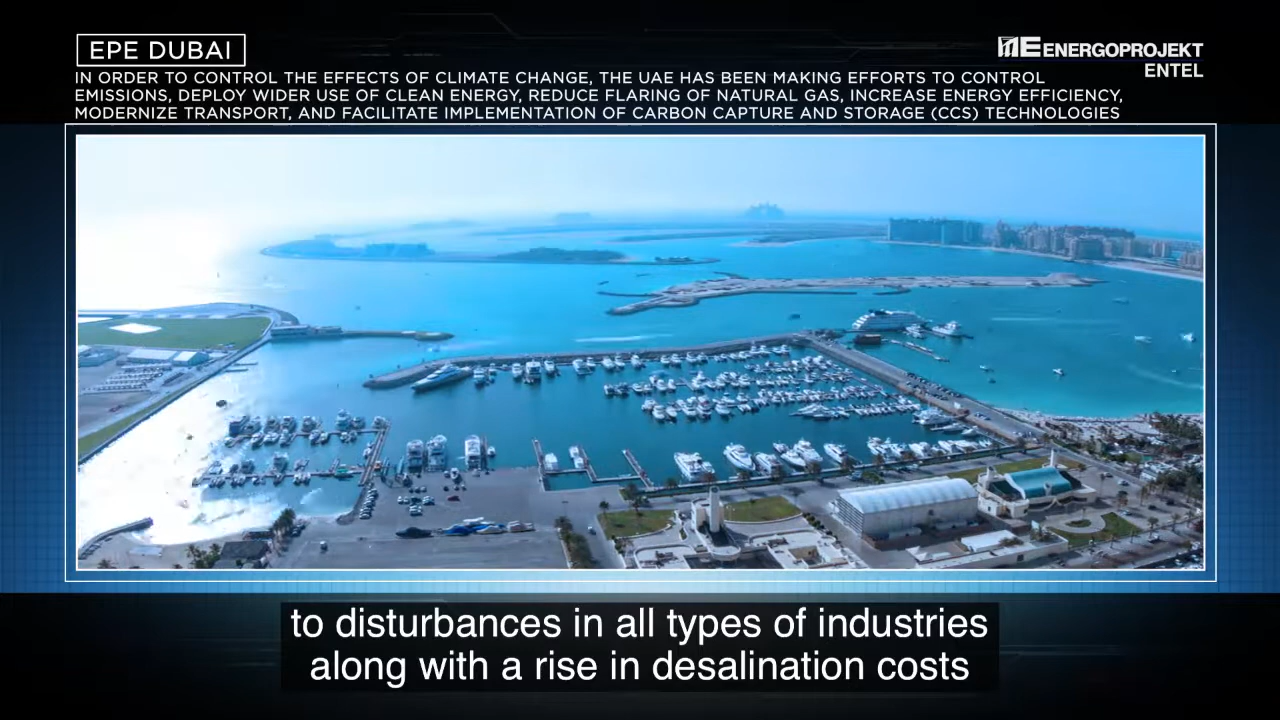 EPE DUBAI
ENERGOPROJEKT
ENTEL
IN ORDER TO CONTROL THE EFFECTS OF CLIMATE CHANGE, THE UAE HAS BEEN MAKING EFFORTS TO CONTROL
EMISSIONS, DEPLOY WIDER USE OF CLEAN ENERGY, REDUCE FLARING OF NATURAL GAS, INCREASE ENERGY EFFICIENCY,
MODERNIZE TRANSPORT, AND FACILITATE IMPLEMENTATION OF CARBON CAPTURE AND STORAGE (CCS) TECHNOLOGIES
to disturbances in all types of industries
along with a rise in desalination costs